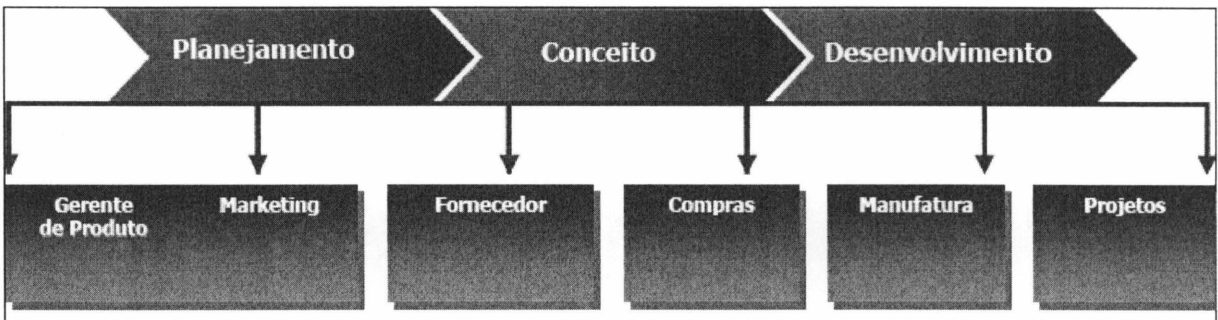 Planejamento
Conceito
Desenvolvimento
Gerente
de Produto
Marketing
Fornecedor
Compras
Manufatura
Projetos